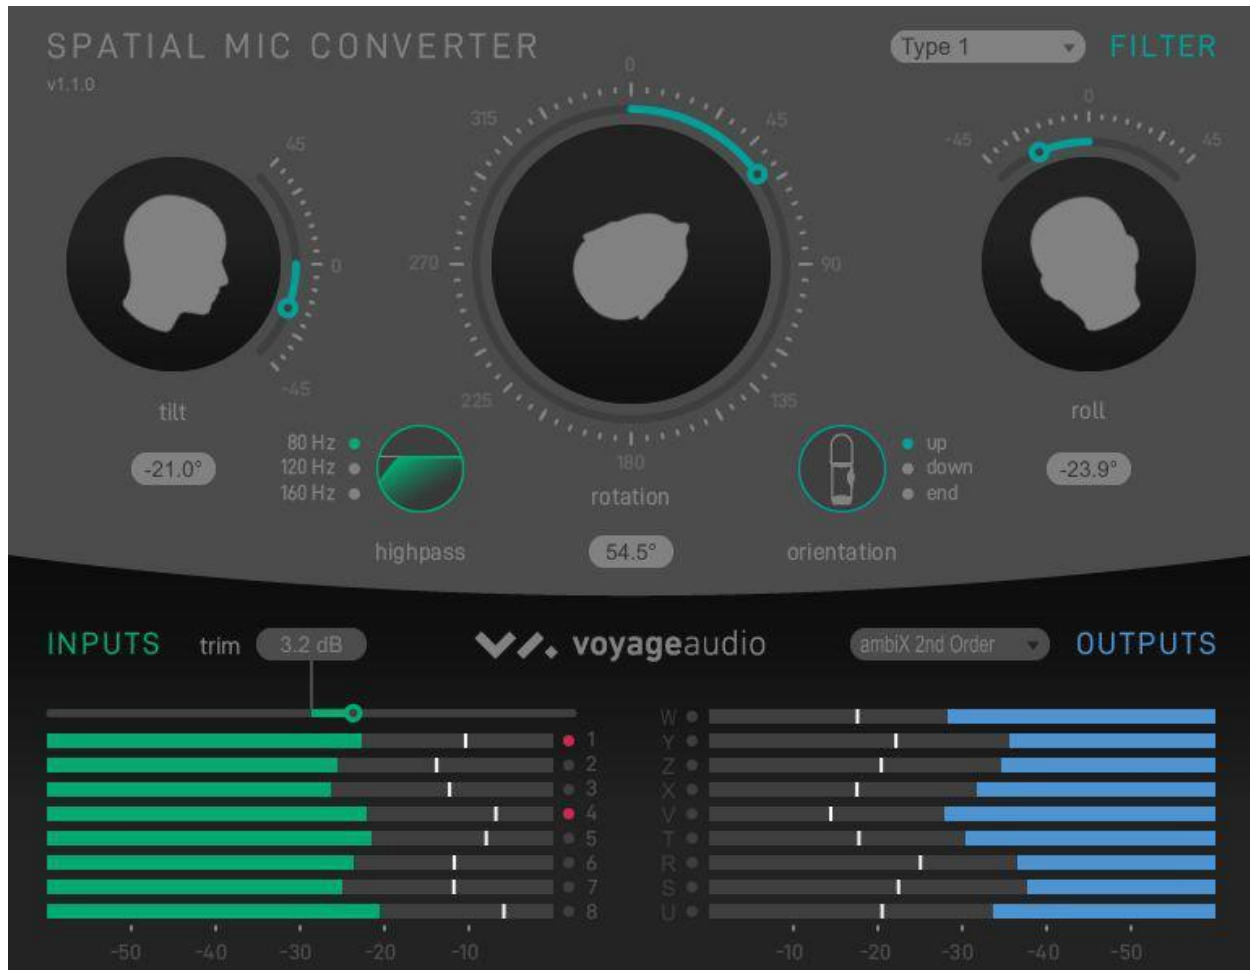 SPATIAL MIC CONVERTER
v1.1.0
Type 1
FILTER
0
45
90
135
180
225
270
315
45
0
-45
-45
0
45
tilt
-21.0°
80 Hz
120 Hz
160 Hz
highpass
rotation
54.5°
up
down
end
orientation
roll
-23.9°
INPUTS
trim
3.2 dB
voyageaudio
ambiX 2nd Order
OUTPUTS
1
2
3
4
5
6
7
8
-50 -40 -30 -20 -10
W
Y
Z
X
V
T
R
S
U
-10 -20 -30 -40 -50